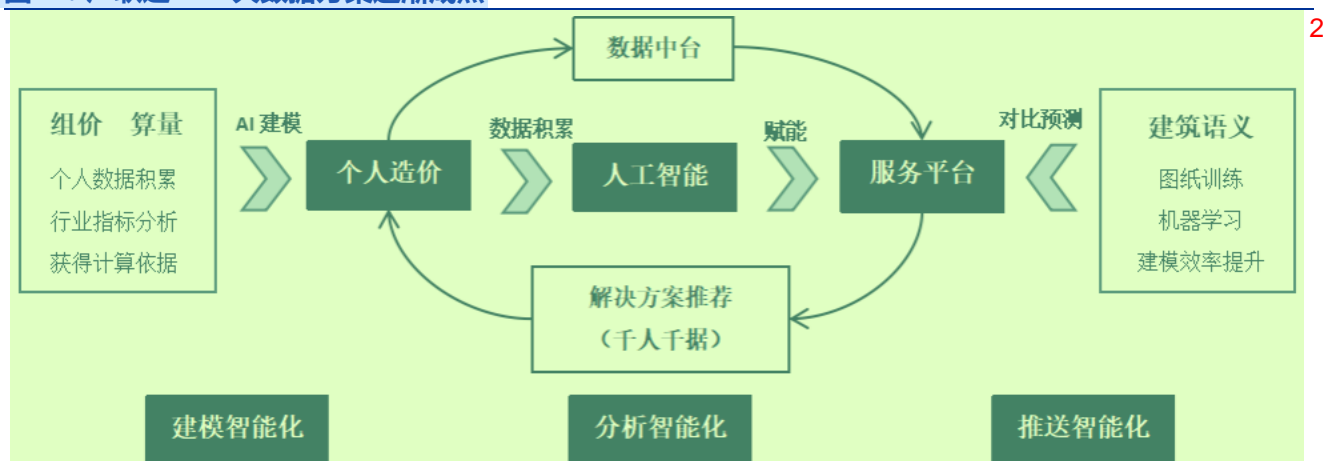 2
数据中台
组价 算量
个人数据积累
行业指标分析
获得计算依据
AI 建模
个人造价
数据积累
人工智能
赋能
服务平台
对比预测
建筑语义
图纸训练
机器学习
建模效率提升
解决方案推荐
（千人千据）
建模智能化
分析智能化
推送智能化